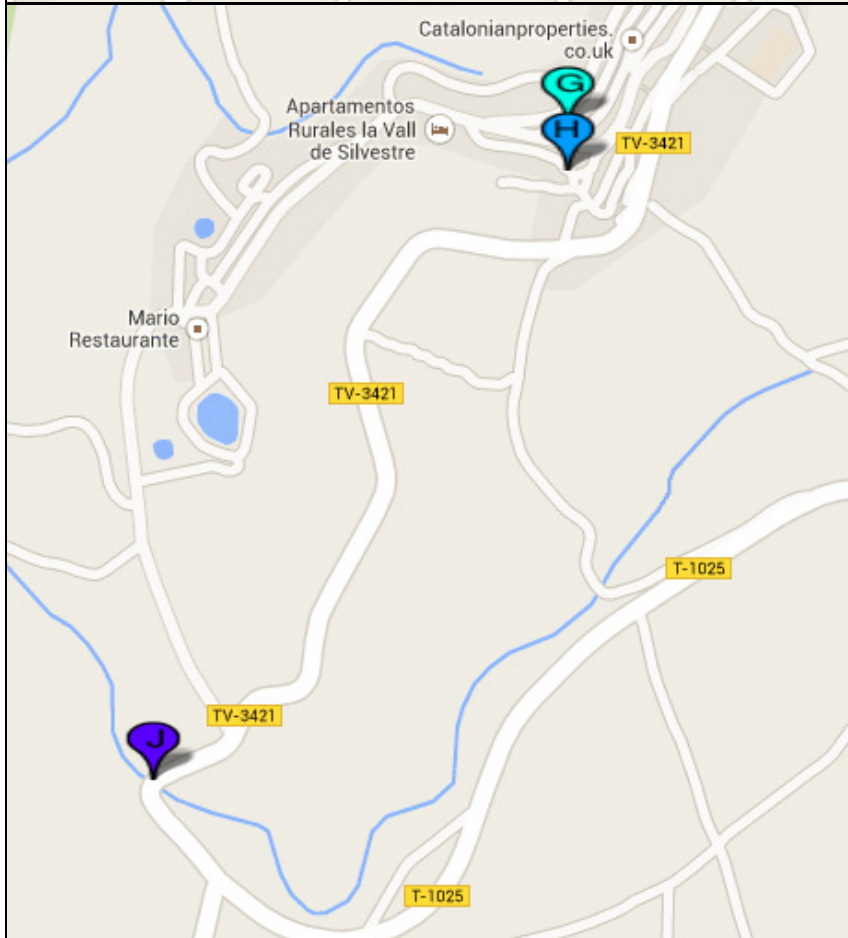 Catalonianproperties.
co.uk
G
Apartamentos
Rurales la Vall
de Silvestre
H
TV-3421
Mario
Restaurante
TV-3421
T-1025
TV-3421
J
T-1025